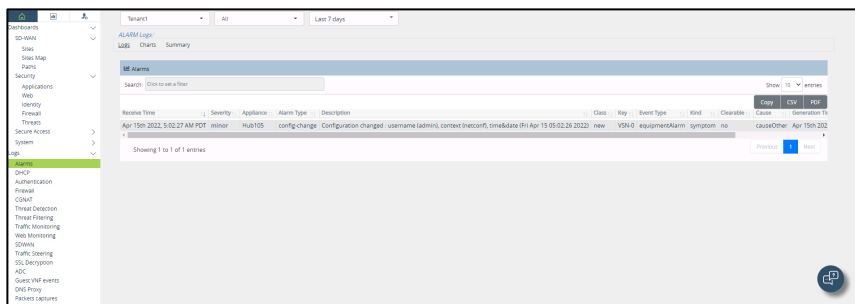 Dashboards
SD-WAN
Sites
Sites Map
Paths
Security
Applications
Web
Identity
Firewall
Threats
Secure Access
System
Logs
Alarms
DHCP
Authentication
Firewall
CGNAT
Threat Detection
Threat Filtering
Traffic Monitoring
Web Monitoring
SDWAN
Traffic Steering
SSL Decryption
ADC
Guest VNF events
DNS Proxy
Packets captures
Tenant1 All Last 7 days
ALARM Logs:
Logs Charts Summary
Alarms
Search: Click to set a filter Show 10 entries
Copy CSV PDF
Receive Time Severity Appliance Alarm Type Description Class Key Event Type Kind Clearable Cause Generation Ti
Apr 15th 2022, 5:02:27 AM PDT minor Hub105 config-change Configuration changed : username (admin), context (netconf), time&date (Fri Apr 15 05:02:26 2022) new VSN-0 equipmentAlarm symptom no causeOther Apr 15th 202
Showing 1 to 1 of 1 entries Previous 1 Next